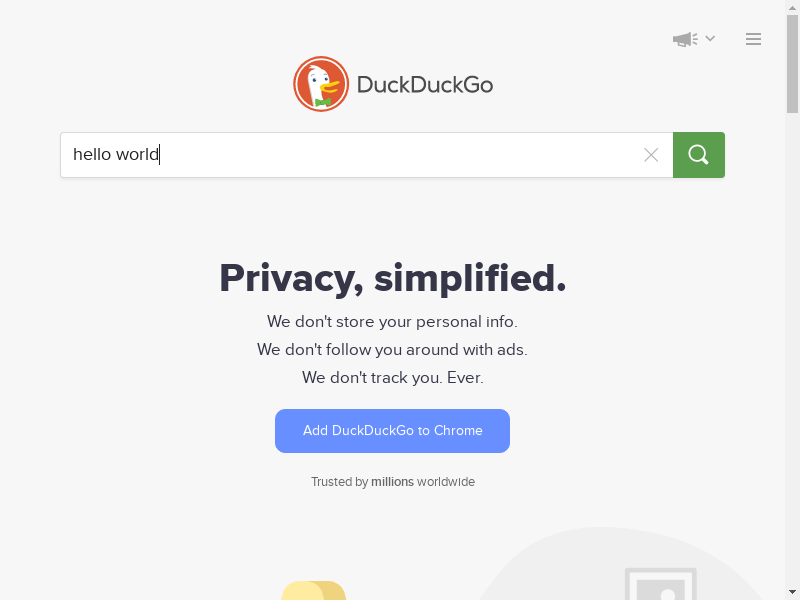 DuckDuckGo
hello world
Privacy, simplified.
We don't store your personal info.
We don't follow you around with ads.
We don't track you. Ever.
Add DuckDuckGo to Chrome
Trusted by millions worldwide